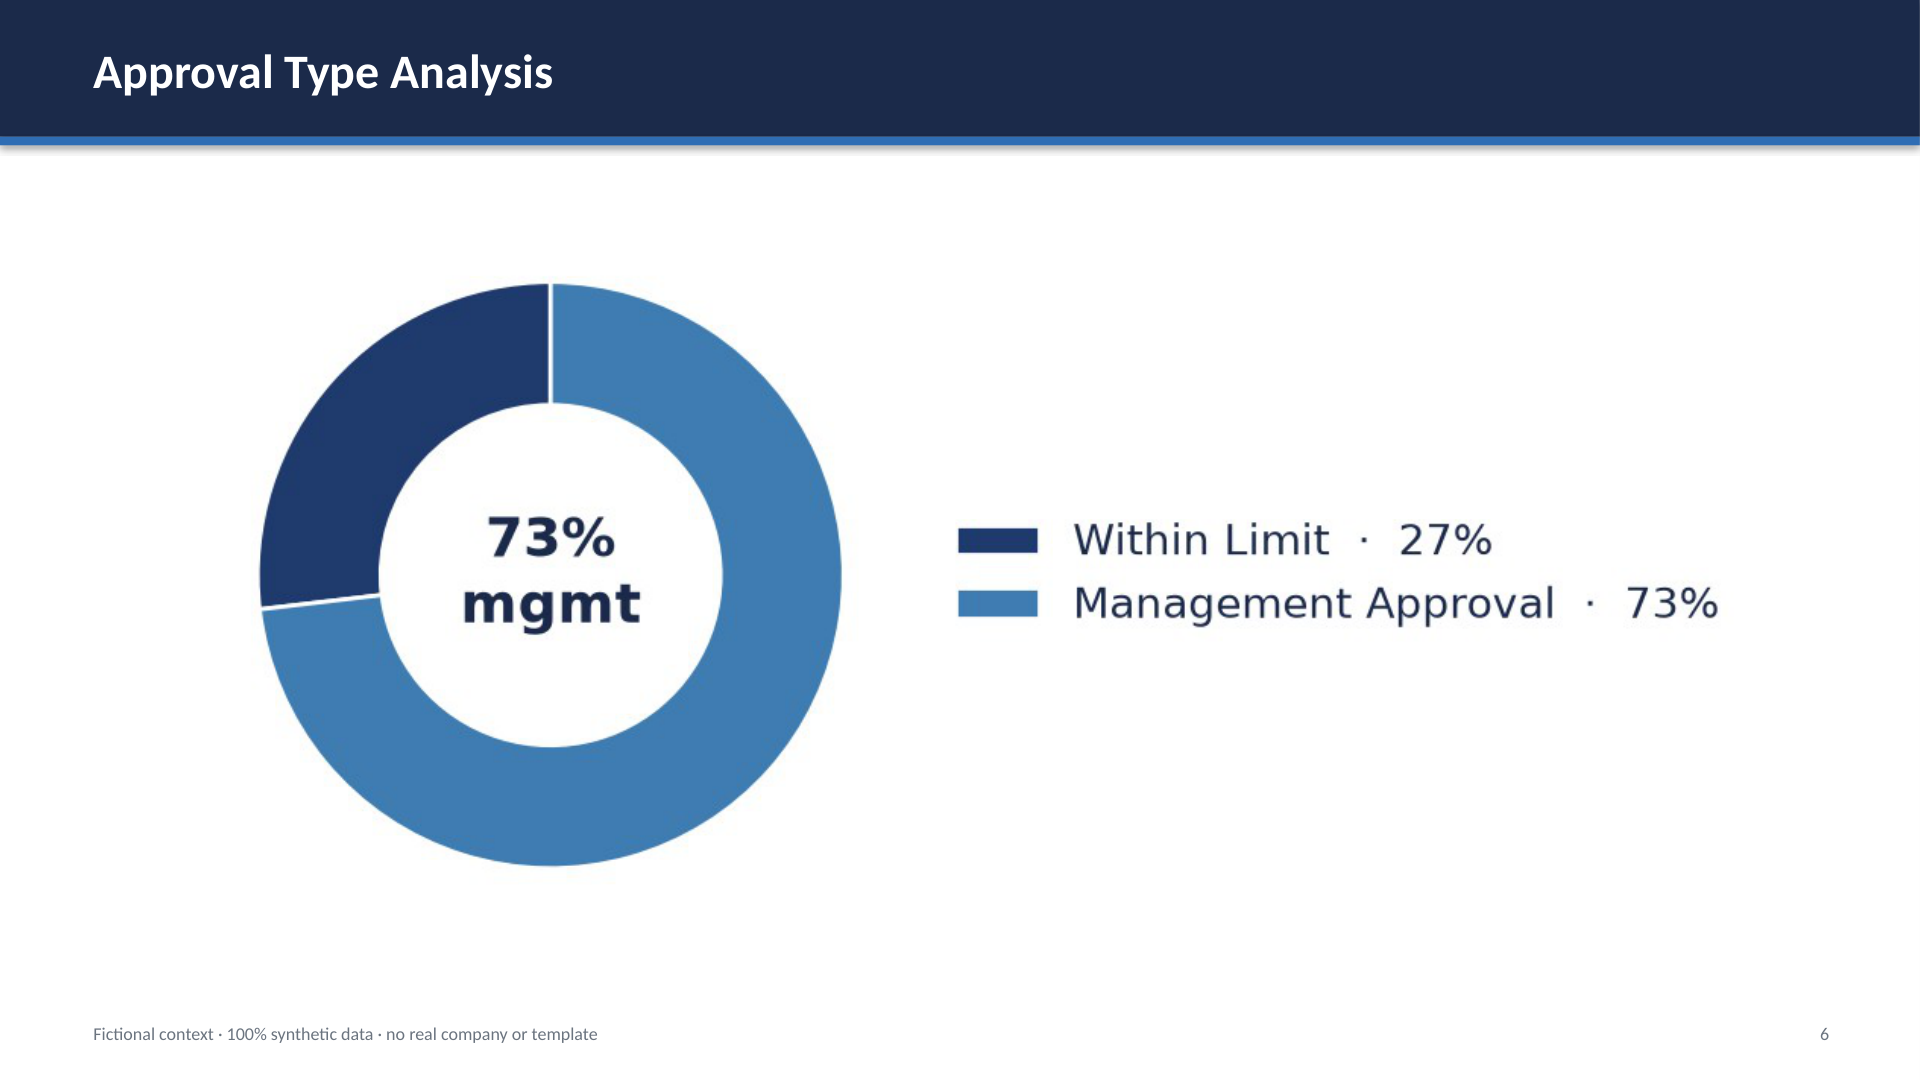 Approval Type Analysis
73%
mgmt
Within Limit · 27%
Management Approval · 73%
Fictional context · 100% synthetic data · no real company or template
6